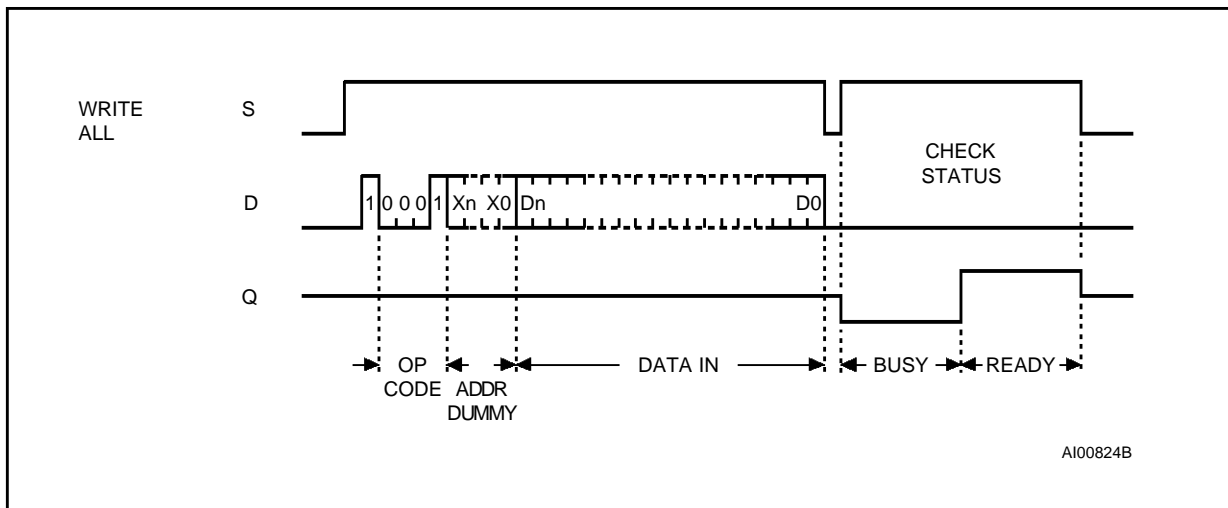 WRITE
ALL
S
CHECK
STATUS
D
1 0 0 0 1 Xn X0 Dn D0
Q
OP
CODE
ADDR
DUMMY
DATA IN
BUSY
READY
AI00824B